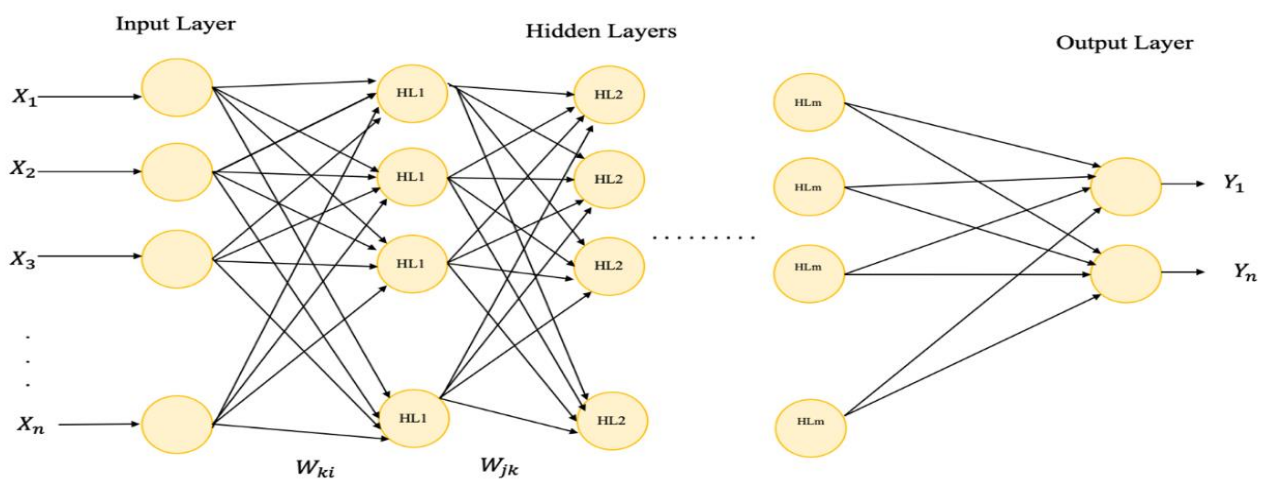 Input Layer
Hidden Layers
Output Layer
X₁
HL1
HL2
HLm
X₂
HL1
HL2
HLm
Y₁
X₃
HL1
HL2
. . . . . . . . .
HLm
Yₙ
.
.
.
Xₙ
HL1
HL2
HLm
Wₖᵢ
Wⱼₖ